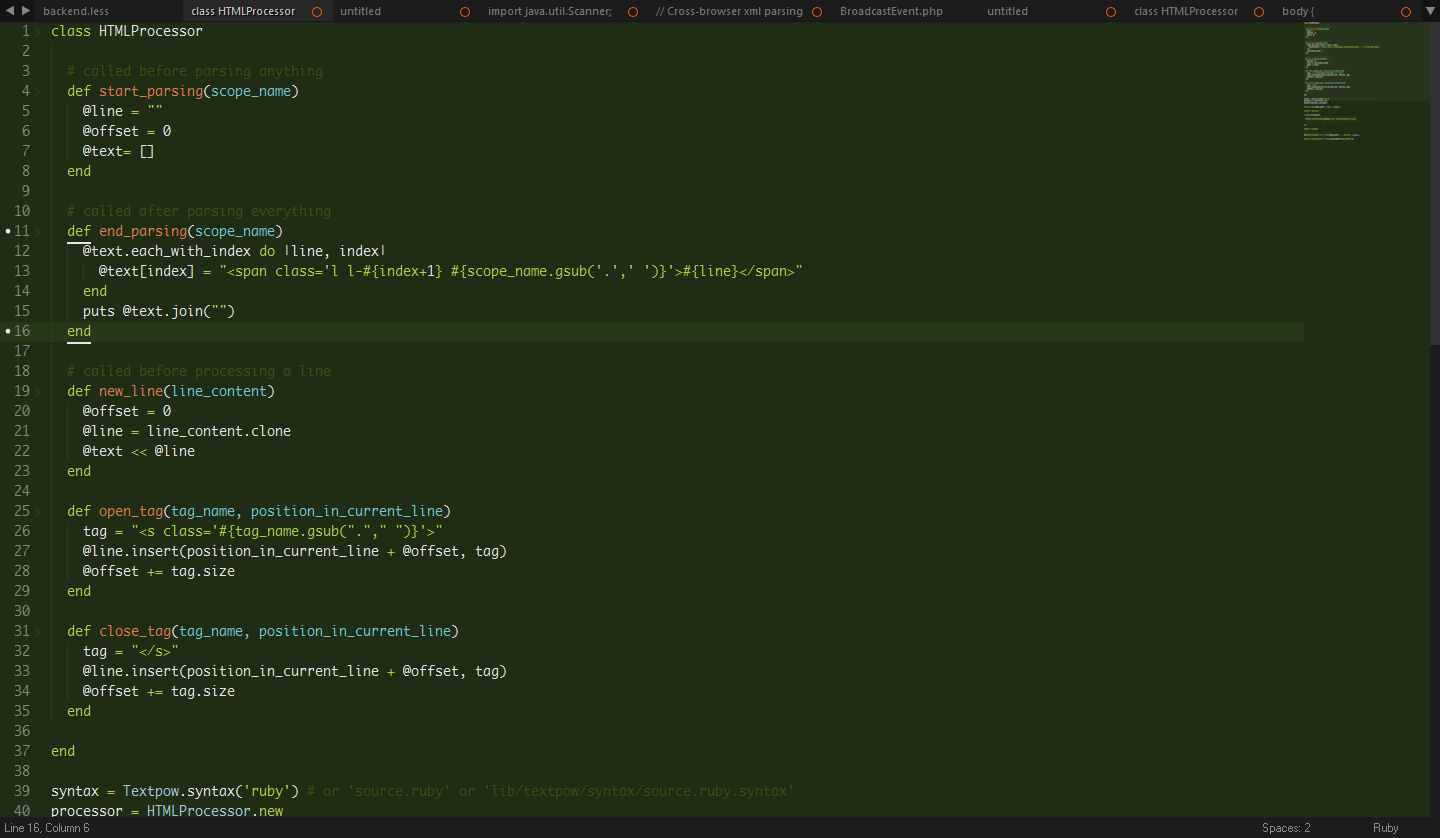 backend.less class HTMLProcessor untitled import java.util.Scanner; // Cross-browser xml parsing BroadcastEvent.php untitled class HTMLProcessor body {
1 class HTMLProcessor
2
3 # called before parsing anything
4 def start_parsing(scope_name)
5 @line = ""
6 @offset = 0
7 @text= []
8 end
9
10 # called after parsing everything
11 def end_parsing(scope_name)
12 @text.each_with_index do |line, index|
13 @text[index] = "<span class='l l-#{index+1} #{scope_name.gsub('.',' ')}'>#{line}</span>"
14 end
15 puts @text.join("")
16 end
17
18 # called before processing a line
19 def new_line(line_content)
20 @offset = 0
21 @line = line_content.clone
22 @text << @line
23 end
24
25 def open_tag(tag_name, position_in_current_line)
26 tag = "<s class='#{tag_name.gsub("."," ")}'>"
27 @line.insert(position_in_current_line + @offset, tag)
28 @offset += tag.size
29 end
30
31 def close_tag(tag_name, position_in_current_line)
32 tag = "</s>"
33 @line.insert(position_in_current_line + @offset, tag)
34 @offset += tag.size
35 end
36
37 end
38
39 syntax = Textpow.syntax('ruby') # or 'source.ruby' or 'lib/textpow/syntax/source.ruby.syntax'
40 processor = HTMLProcessor.new
Line 16, Column 6 Spaces: 2 Ruby